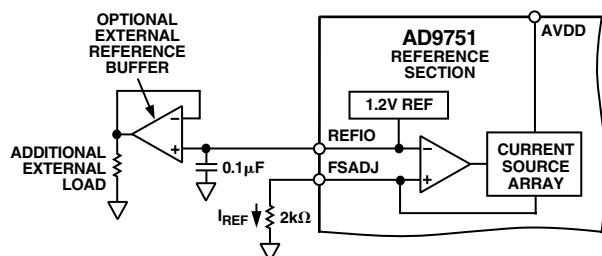 OPTIONAL
EXTERNAL
REFERENCE
BUFFER
AD9751
REFERENCE
SECTION
AVDD
1.2V REF
−
+
REFIO
−
+
CURRENT
SOURCE
ARRAY
ADDITIONAL
EXTERNAL
LOAD
0.1μF
FSADJ
IREF
2kΩ